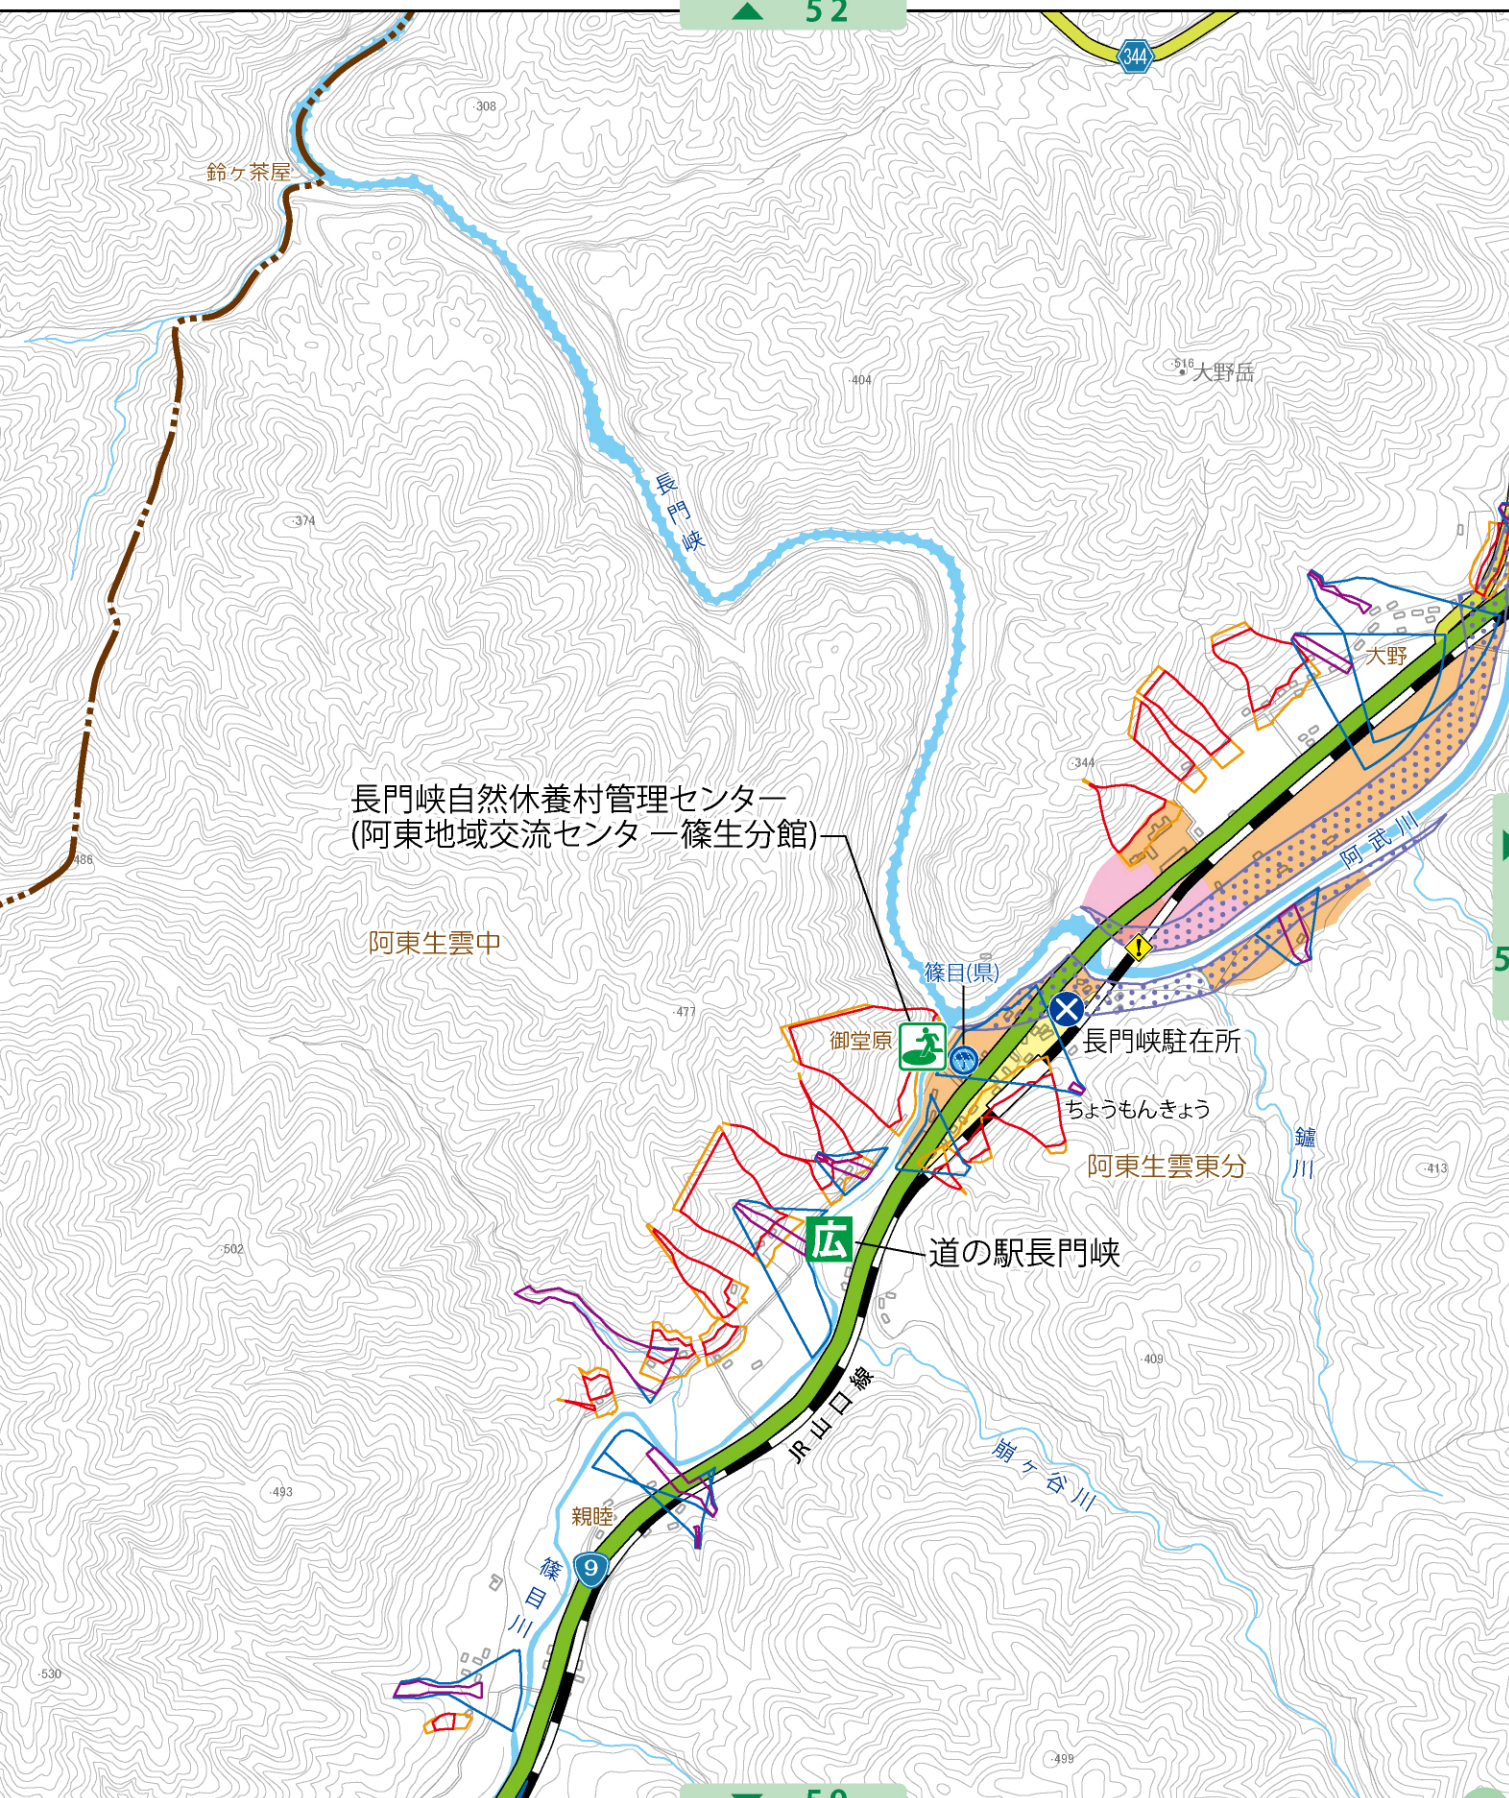 52
344
308
鈴ヶ茶屋
516
大野岳
404
長門峡
374
大野
344
長門峡自然休養村管理センター
(阿東地域交流センター篠生分館)
阿武川
486
阿東生雲中
篠目(県)
477
御堂原
長門峡駐在所
ちょうもんきょう
鑪川
阿東生雲東分
413
502
広
道の駅長門峡
409
JR山口線
崩ヶ谷川
493
親睦
9
篠目川
530
499